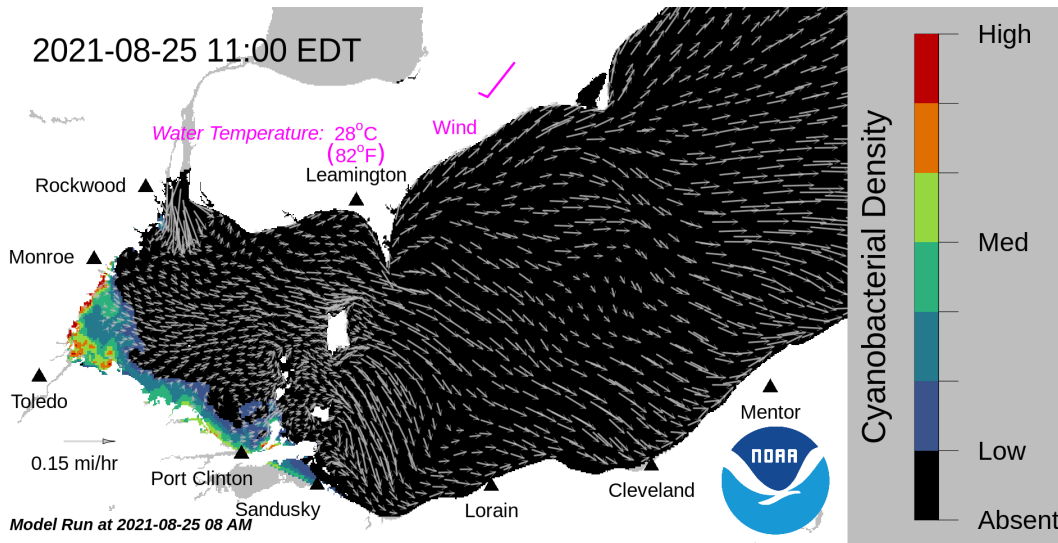 2021-08-25 11:00 EDT
High
Water Temperature: 28°C
(82°F)
Wind
Leamington
Rockwood
Monroe
Cyanobacterial Density
Med
Toledo
Mentor
0.15 mi/hr
NOAA
Low
Port Clinton
Cleveland
Sandusky
Lorain
Absent
Model Run at 2021-08-25 08 AM